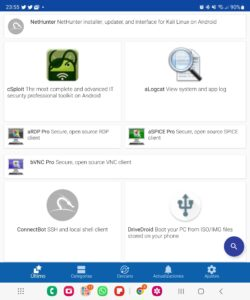 23:55
90%
NetHunter NetHunter installer, updater, and interface for Kali Linux on Android
cSploit The most complete and advanced IT
security professional toolkit on Android
aLogcat View system and app log
aRDP Pro Secure, open source RDP
client
aSPICE Pro Secure, open source SPICE
client
bVNC Pro Secure, open source VNC client
ConnectBot SSH and local shell client
DriveDroid Boot your PC from ISO/IMG files
stored on your phone
Último
Categorías
Cercano
Actualizaciones
Ajustes